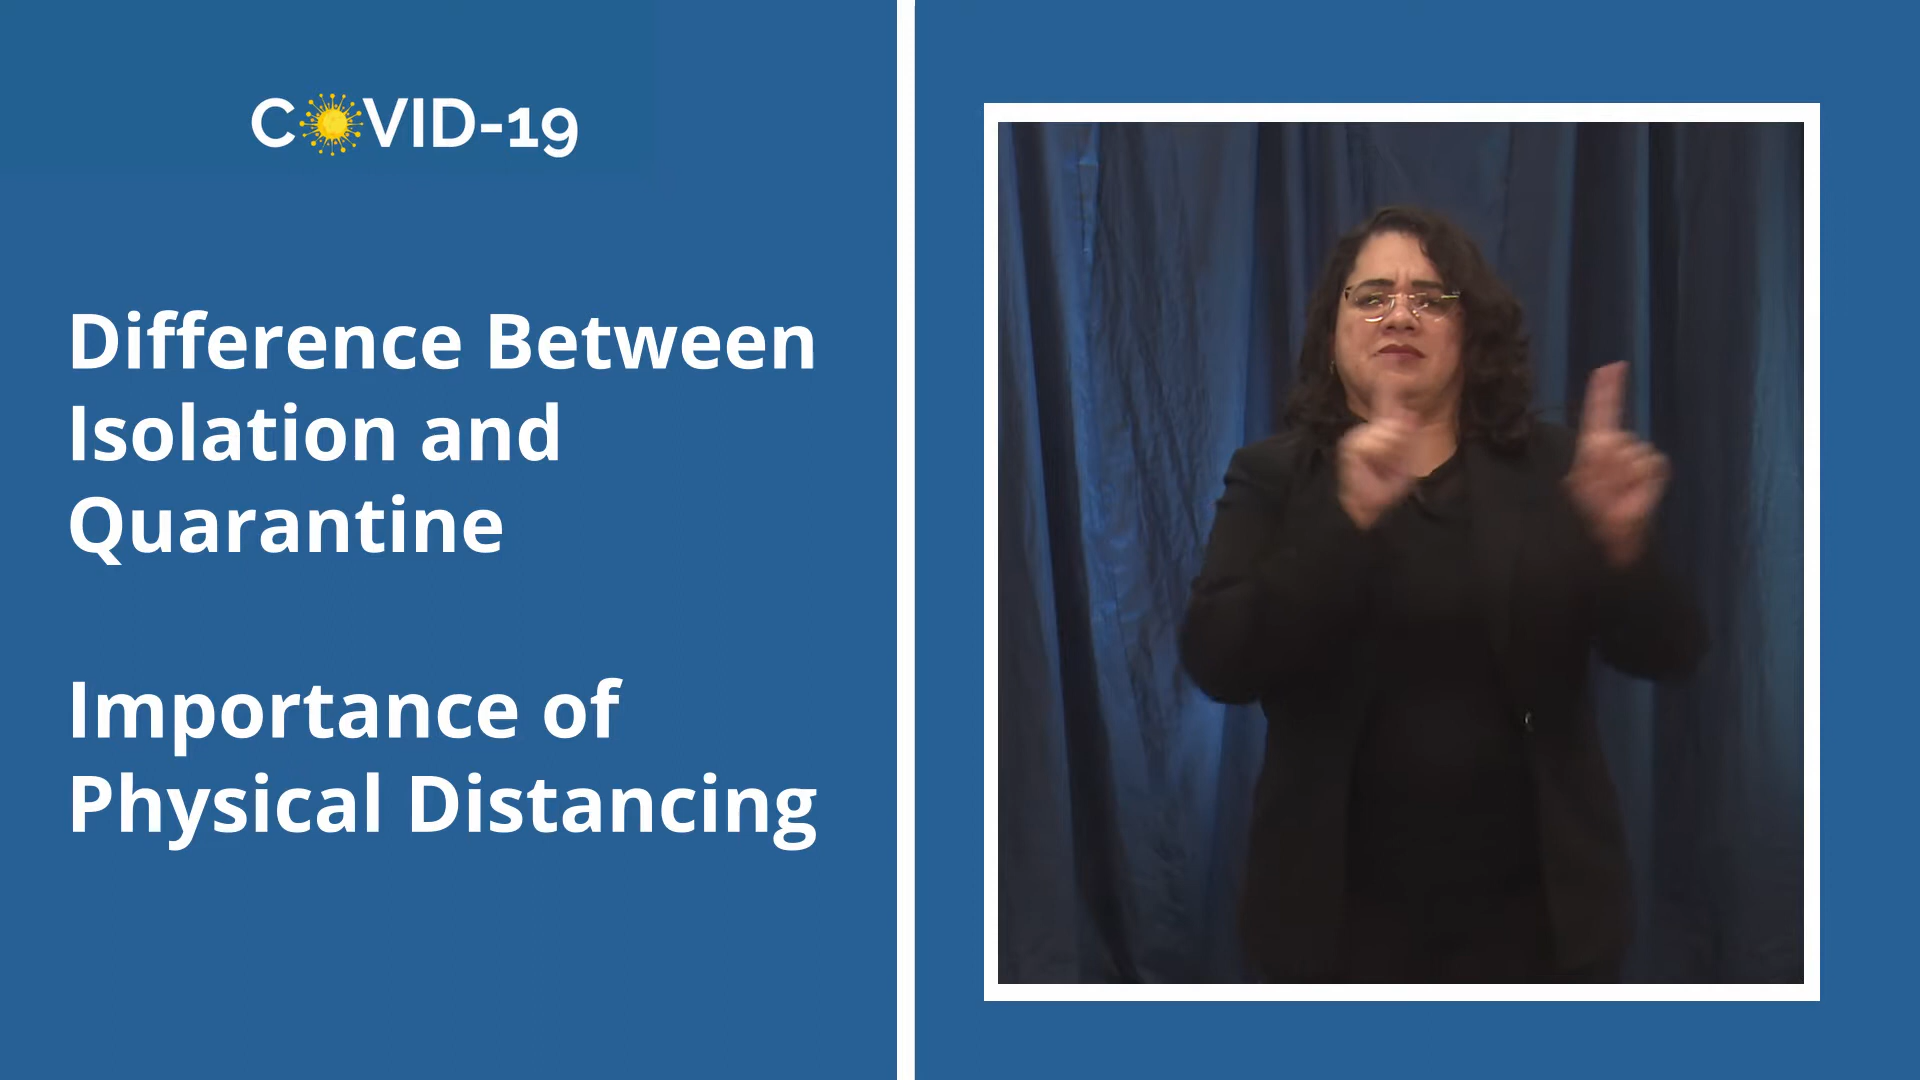 COVID-19
Difference Between
Isolation and
Quarantine
Importance of
Physical Distancing